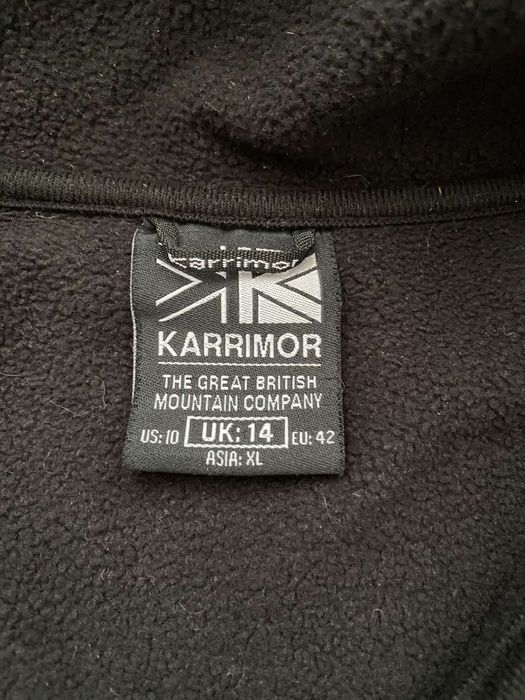 karrimor
KARRIMOR
THE GREAT BRITISH
MOUNTAIN COMPANY
US: 10 UK: 14 EU: 42
ASIA: XL